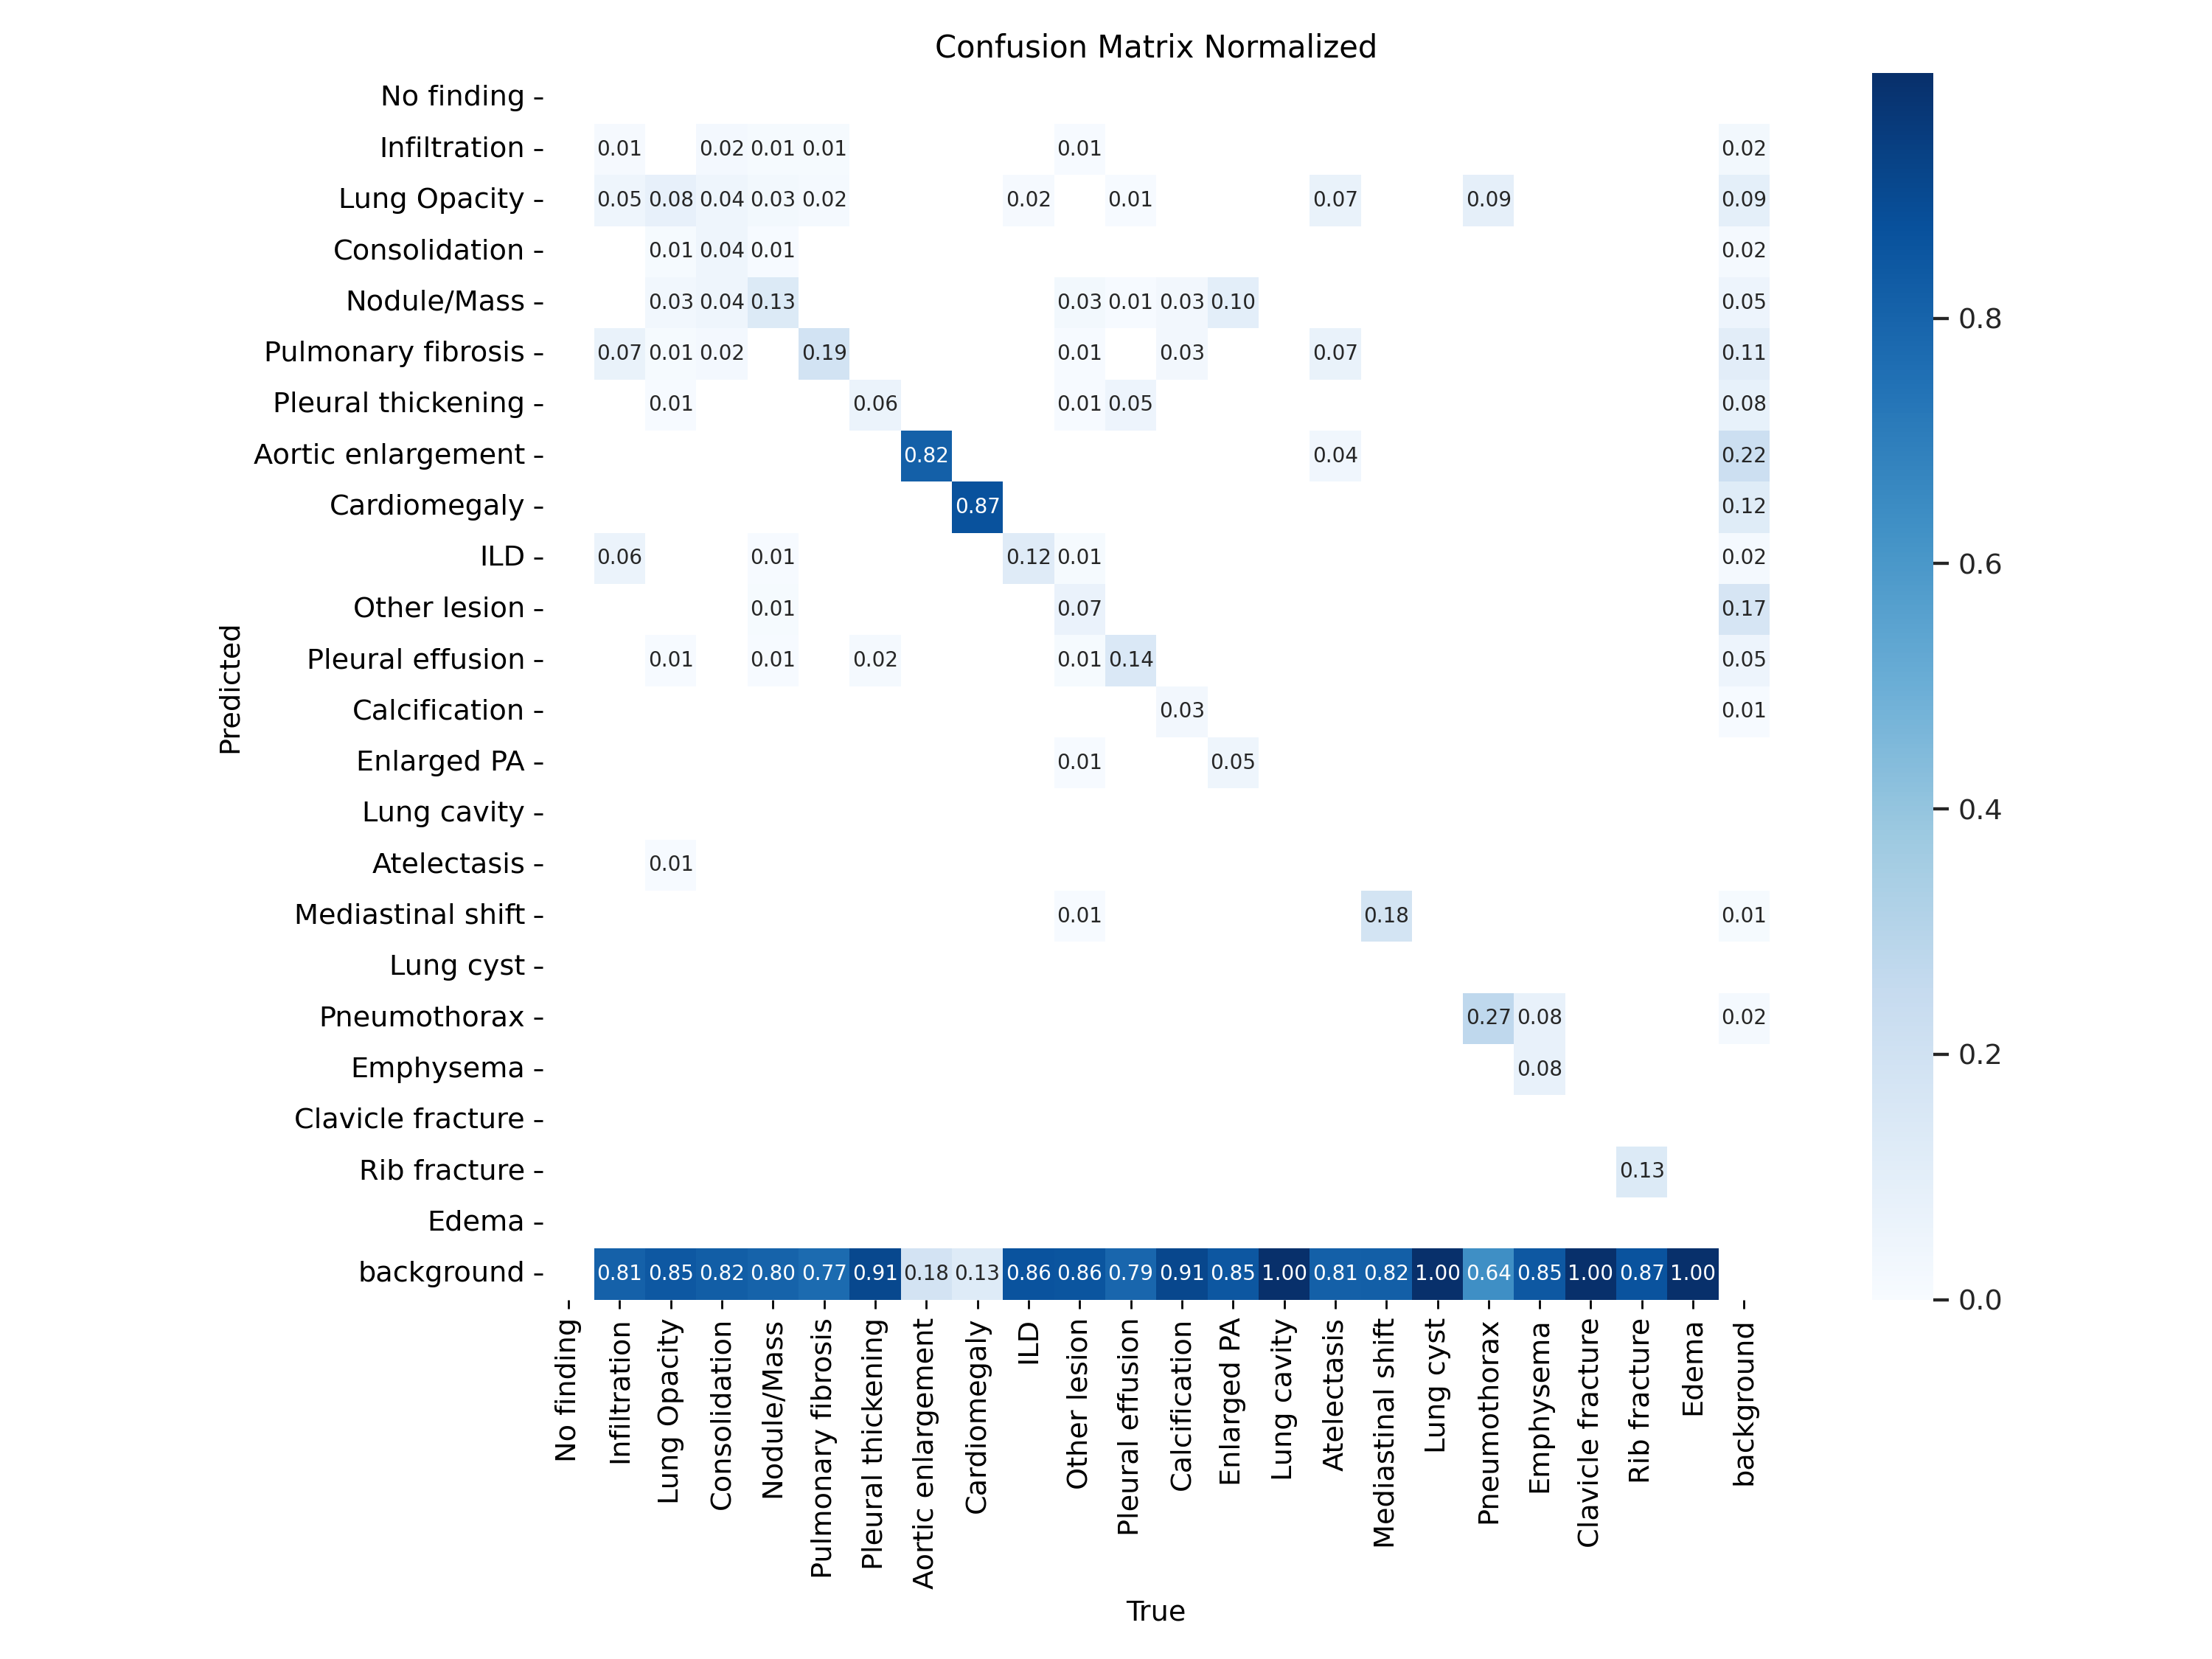 Confusion Matrix Normalized
No finding
Infiltration 0.01 0.02 0.01 0.01 0.01 0.02
Lung Opacity 0.05 0.08 0.04 0.03 0.02 0.02 0.01 0.07 0.09 0.09
Consolidation 0.01 0.04 0.01 0.02
Nodule/Mass 0.03 0.04 0.13 0.03 0.01 0.03 0.10 0.05
Pulmonary fibrosis 0.07 0.01 0.02 0.19 0.01 0.03 0.07 0.11
Pleural thickening 0.01 0.06 0.01 0.05 0.08
Aortic enlargement 0.82 0.04 0.22
Cardiomegaly 0.87 0.12
ILD 0.06 0.01 0.12 0.01 0.02
Other lesion 0.01 0.07 0.17
Pleural effusion 0.01 0.01 0.02 0.01 0.14 0.05
Calcification 0.03 0.01
Enlarged PA 0.01 0.05
Lung cavity
Atelectasis 0.01
Mediastinal shift 0.01 0.18 0.01
Lung cyst
Pneumothorax 0.27 0.08 0.02
Emphysema 0.08
Clavicle fracture
Rib fracture 0.13
Edema
background 0.81 0.85 0.82 0.80 0.77 0.91 0.18 0.13 0.86 0.86 0.79 0.91 0.85 1.00 0.81 0.82 1.00 0.64 0.85 1.00 0.87 1.00
Predicted
No finding
Infiltration
Lung Opacity
Consolidation
Nodule/Mass
Pulmonary fibrosis
Pleural thickening
Aortic enlargement
Cardiomegaly
ILD
Other lesion
Pleural effusion
Calcification
Enlarged PA
Lung cavity
Atelectasis
Mediastinal shift
Lung cyst
Pneumothorax
Emphysema
Clavicle fracture
Rib fracture
Edema
background
True
0.8
0.6
0.4
0.2
0.0